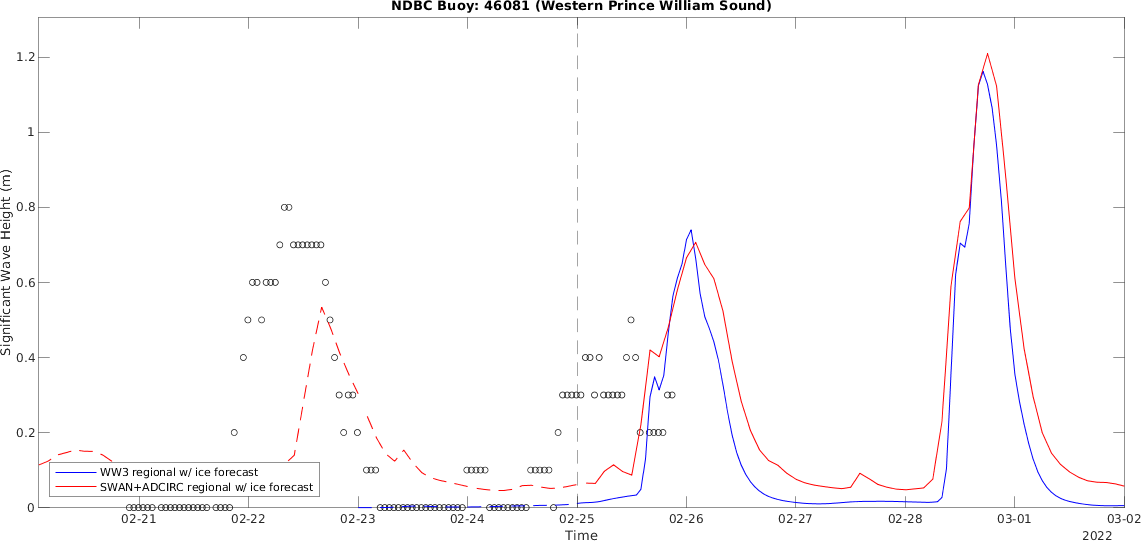 NDBC Buoy: 46081 (Western Prince William Sound)
Significant Wave Height (m)
1.2
1
0.8
0.6
0.4
0.2
0
WW3 regional w/ ice forecast
SWAN+ADCIRC regional w/ ice forecast
02-21 02-22 02-23 02-24 02-25 02-26 02-27 02-28 03-01 03-02
Time
2022